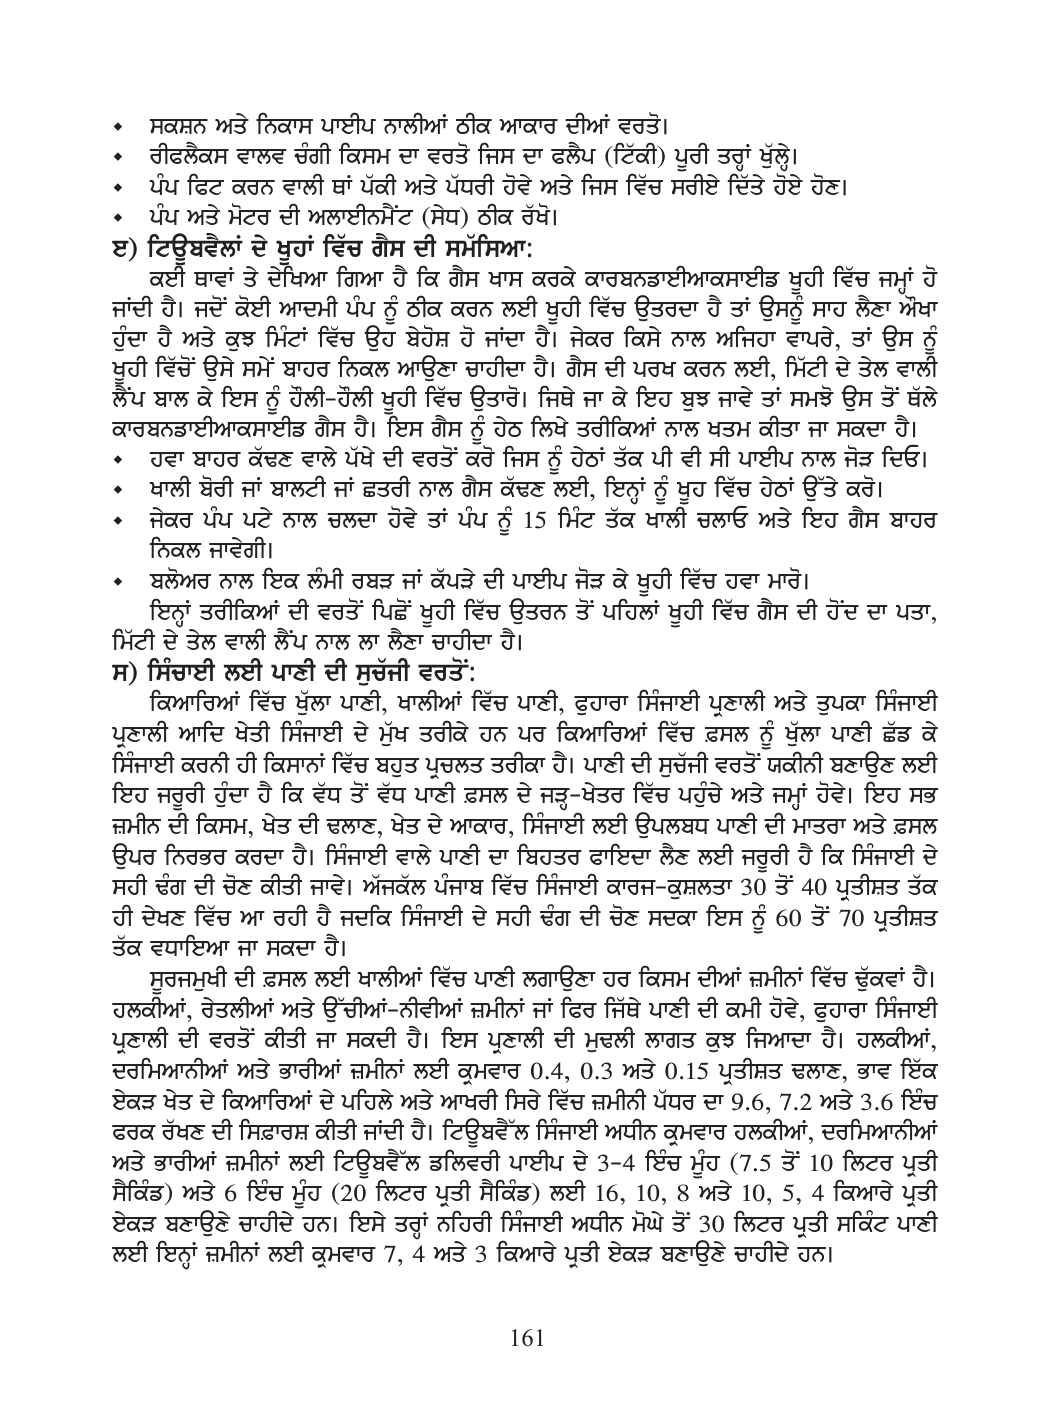 ◆ ਸਕਸ਼ਨ ਅਤੇ ਨਿਕਾਸ ਪਾਈਪ ਨਾਲੀਆਂ ਠੀਕ ਆਕਾਰ ਦੀਆਂ ਵਰਤੋ।
◆ ਰੀਫਲੈਕਸ ਵਾਲਵ ਚੰਗੀ ਕਿਸਮ ਦਾ ਵਰਤੋ ਜਿਸ ਦਾ ਫਲੈਪ (ਟਿੱਕੀ) ਪੂਰੀ ਤਰ੍ਹਾਂ ਖੁੱਲ੍ਹੇ।
◆ ਪੰਪ ਫਿਟ ਕਰਨ ਵਾਲੀ ਥਾਂ ਪੱਕੀ ਅਤੇ ਪੱਧਰੀ ਹੋਵੇ ਅਤੇ ਜਿਸ ਵਿੱਚ ਸਰੀਏ ਦਿੱਤੇ ਹੋਏ ਹੋਣ।
◆ ਪੰਪ ਅਤੇ ਮੋਟਰ ਦੀ ਅਲਾਈਨਮੈਂਟ (ਸੇਧ) ਠੀਕ ਰੱਖੋ।
ੲ) ਟਿਊਬਵੈਲਾਂ ਦੇ ਖੂਹਾਂ ਵਿੱਚ ਗੈਸ ਦੀ ਸਮੱਸਿਆ:
ਕਈ ਥਾਵਾਂ ਤੇ ਦੇਖਿਆ ਗਿਆ ਹੈ ਕਿ ਗੈਸ ਖਾਸ ਕਰਕੇ ਕਾਰਬਨਡਾਈਆਕਸਾਈਡ ਖੂਹੀ ਵਿੱਚ ਜਮ੍ਹਾਂ ਹੋ
ਜਾਂਦੀ ਹੈ। ਜਦੋਂ ਕੋਈ ਆਦਮੀ ਪੰਪ ਨੂੰ ਠੀਕ ਕਰਨ ਲਈ ਖੂਹੀ ਵਿੱਚ ਉਤਰਦਾ ਹੈ ਤਾਂ ਉਸਨੂੰ ਸਾਹ ਲੈਣਾ ਔਖਾ
ਹੁੰਦਾ ਹੈ ਅਤੇ ਕੁਝ ਮਿੰਟਾਂ ਵਿੱਚ ਉਹ ਬੇਹੋਸ਼ ਹੋ ਜਾਂਦਾ ਹੈ। ਜੇਕਰ ਕਿਸੇ ਨਾਲ ਅਜਿਹਾ ਵਾਪਰੇ, ਤਾਂ ਉਸ ਨੂੰ
ਖੂਹੀ ਵਿੱਚੋਂ ਉਸੇ ਸਮੇਂ ਬਾਹਰ ਨਿਕਲ ਆਉਣਾ ਚਾਹੀਦਾ ਹੈ। ਗੈਸ ਦੀ ਪਰਖ ਕਰਨ ਲਈ, ਮਿੱਟੀ ਦੇ ਤੇਲ ਵਾਲੀ
ਲੈਂਪ ਬਾਲ ਕੇ ਇਸ ਨੂੰ ਹੌਲੀ-ਹੌਲੀ ਖੂਹੀ ਵਿੱਚ ਉਤਾਰੋ। ਜਿਥੇ ਜਾ ਕੇ ਇਹ ਬੁਝ ਜਾਵੇ ਤਾਂ ਸਮਝੋ ਉਸ ਤੋਂ ਥੱਲੇ
ਕਾਰਬਨਡਾਈਆਕਸਾਈਡ ਗੈਸ ਹੈ। ਇਸ ਗੈਸ ਨੂੰ ਹੇਠ ਲਿਖੇ ਤਰੀਕਿਆਂ ਨਾਲ ਖਤਮ ਕੀਤਾ ਜਾ ਸਕਦਾ ਹੈ।
◆ ਹਵਾ ਬਾਹਰ ਕੱਢਣ ਵਾਲੇ ਪੱਖੇ ਦੀ ਵਰਤੋਂ ਕਰੋ ਜਿਸ ਨੂੰ ਹੇਠਾਂ ਤੱਕ ਪੀ ਵੀ ਸੀ ਪਾਈਪ ਨਾਲ ਜੋੜ ਦਿਓ।
◆ ਖਾਲੀ ਬੋਰੀ ਜਾਂ ਬਾਲਟੀ ਜਾਂ ਛਤਰੀ ਨਾਲ ਗੈਸ ਕੱਢਣ ਲਈ, ਇਨ੍ਹਾਂ ਨੂੰ ਖੂਹ ਵਿੱਚ ਹੇਠਾਂ ਉੱਤੇ ਕਰੋ।
◆ ਜੇਕਰ ਪੰਪ ਪਟੇ ਨਾਲ ਚਲਦਾ ਹੋਵੇ ਤਾਂ ਪੰਪ ਨੂੰ 15 ਮਿੰਟ ਤੱਕ ਖਾਲੀ ਚਲਾਓ ਅਤੇ ਇਹ ਗੈਸ ਬਾਹਰ
ਨਿਕਲ ਜਾਵੇਗੀ।
◆ ਬਲੋਅਰ ਨਾਲ ਇਕ ਲੰਮੀ ਰਬੜ ਜਾਂ ਕੱਪੜੇ ਦੀ ਪਾਈਪ ਜੋੜ ਕੇ ਖੂਹੀ ਵਿੱਚ ਹਵਾ ਮਾਰੋ।
ਇਨ੍ਹਾਂ ਤਰੀਕਿਆਂ ਦੀ ਵਰਤੋਂ ਪਿਛੋਂ ਖੂਹੀ ਵਿੱਚ ਉਤਰਨ ਤੋਂ ਪਹਿਲਾਂ ਖੂਹੀ ਵਿੱਚ ਗੈਸ ਦੀ ਹੋਂਦ ਦਾ ਪਤਾ,
ਮਿੱਟੀ ਦੇ ਤੇਲ ਵਾਲੀ ਲੈਂਪ ਨਾਲ ਲਾ ਲੈਣਾ ਚਾਹੀਦਾ ਹੈ।
ਸ) ਸਿੰਚਾਈ ਲਈ ਪਾਣੀ ਦੀ ਸੁਚੱਜੀ ਵਰਤੋਂ:
ਕਿਆਰਿਆਂ ਵਿੱਚ ਖੁੱਲਾ ਪਾਣੀ, ਖਾਲੀਆਂ ਵਿੱਚ ਪਾਣੀ, ਫੁਹਾਰਾ ਸਿੰਜਾਈ ਪ੍ਰਣਾਲੀ ਅਤੇ ਤੁਪਕਾ ਸਿੰਜਾਈ
ਪ੍ਰਣਾਲੀ ਆਦਿ ਖੇਤੀ ਸਿੰਜਾਈ ਦੇ ਮੁੱਖ ਤਰੀਕੇ ਹਨ ਪਰ ਕਿਆਰਿਆਂ ਵਿੱਚ ਫ਼ਸਲ ਨੂੰ ਖੁੱਲਾ ਪਾਣੀ ਛੱਡ ਕੇ
ਸਿੰਜਾਈ ਕਰਨੀ ਹੀ ਕਿਸਾਨਾਂ ਵਿੱਚ ਬਹੁਤ ਪ੍ਰਚਲਤ ਤਰੀਕਾ ਹੈ। ਪਾਣੀ ਦੀ ਸੁਚੱਜੀ ਵਰਤੋਂ ਯਕੀਨੀ ਬਣਾਉਣ ਲਈ
ਇਹ ਜਰੂਰੀ ਹੁੰਦਾ ਹੈ ਕਿ ਵੱਧ ਤੋਂ ਵੱਧ ਪਾਣੀ ਫ਼ਸਲ ਦੇ ਜੜ੍ਹ-ਖੇਤਰ ਵਿੱਚ ਪਹੁੰਚੇ ਅਤੇ ਜਮ੍ਹਾਂ ਹੋਵੇ। ਇਹ ਸਭ
ਜ਼ਮੀਨ ਦੀ ਕਿਸਮ, ਖੇਤ ਦੀ ਢਲਾਣ, ਖੇਤ ਦੇ ਆਕਾਰ, ਸਿੰਜਾਈ ਲਈ ਉਪਲਬਧ ਪਾਣੀ ਦੀ ਮਾਤਰਾ ਅਤੇ ਫ਼ਸਲ
ਉਪਰ ਨਿਰਭਰ ਕਰਦਾ ਹੈ। ਸਿੰਜਾਈ ਵਾਲੇ ਪਾਣੀ ਦਾ ਬਿਹਤਰ ਫਾਇਦਾ ਲੈਣ ਲਈ ਜਰੂਰੀ ਹੈ ਕਿ ਸਿੰਜਾਈ ਦੇ
ਸਹੀ ਢੰਗ ਦੀ ਚੋਣ ਕੀਤੀ ਜਾਵੇ। ਅੱਜਕੱਲ ਪੰਜਾਬ ਵਿੱਚ ਸਿੰਜਾਈ ਕਾਰਜ-ਕੁਸ਼ਲਤਾ 30 ਤੋਂ 40 ਪ੍ਰਤੀਸ਼ਤ ਤੱਕ
ਹੀ ਦੇਖਣ ਵਿੱਚ ਆ ਰਹੀ ਹੈ ਜਦਕਿ ਸਿੰਜਾਈ ਦੇ ਸਹੀ ਢੰਗ ਦੀ ਚੋਣ ਸਦਕਾ ਇਸ ਨੂੰ 60 ਤੋਂ 70 ਪ੍ਰਤੀਸ਼ਤ
ਤੱਕ ਵਧਾਇਆ ਜਾ ਸਕਦਾ ਹੈ।
ਸੂਰਜਮੁਖੀ ਦੀ ਫ਼ਸਲ ਲਈ ਖਾਲੀਆਂ ਵਿੱਚ ਪਾਣੀ ਲਗਾਉਣਾ ਹਰ ਕਿਸਮ ਦੀਆਂ ਜ਼ਮੀਨਾਂ ਵਿੱਚ ਢੁੱਕਵਾਂ ਹੈ।
ਹਲਕੀਆਂ, ਰੇਤਲੀਆਂ ਅਤੇ ਉੱਚੀਆਂ-ਨੀਵੀਆਂ ਜ਼ਮੀਨਾਂ ਜਾਂ ਫਿਰ ਜਿੱਥੇ ਪਾਣੀ ਦੀ ਕਮੀ ਹੋਵੇ, ਫੁਹਾਰਾ ਸਿੰਜਾਈ
ਪ੍ਰਣਾਲੀ ਦੀ ਵਰਤੋਂ ਕੀਤੀ ਜਾ ਸਕਦੀ ਹੈ। ਇਸ ਪ੍ਰਣਾਲੀ ਦੀ ਮੁਢਲੀ ਲਾਗਤ ਕੁਝ ਜਿਆਦਾ ਹੈ। ਹਲਕੀਆਂ,
ਦਰਮਿਆਨੀਆਂ ਅਤੇ ਭਾਰੀਆਂ ਜ਼ਮੀਨਾਂ ਲਈ ਕ੍ਰਮਵਾਰ 0.4, 0.3 ਅਤੇ 0.15 ਪ੍ਰਤੀਸ਼ਤ ਢਲਾਣ, ਭਾਵ ਇੱਕ
ਏਕੜ ਖੇਤ ਦੇ ਕਿਆਰਿਆਂ ਦੇ ਪਹਿਲੇ ਅਤੇ ਆਖਰੀ ਸਿਰੇ ਵਿੱਚ ਜ਼ਮੀਨੀ ਪੱਧਰ ਦਾ 9.6, 7.2 ਅਤੇ 3.6 ਇੰਚ
ਫਰਕ ਰੱਖਣ ਦੀ ਸਿਫ਼ਾਰਸ਼ ਕੀਤੀ ਜਾਂਦੀ ਹੈ। ਟਿਊਬਵੈੱਲ ਸਿੰਜਾਈ ਅਧੀਨ ਕ੍ਰਮਵਾਰ ਹਲਕੀਆਂ, ਦਰਮਿਆਨੀਆਂ
ਅਤੇ ਭਾਰੀਆਂ ਜ਼ਮੀਨਾਂ ਲਈ ਟਿਊਬਵੈੱਲ ਡਲਿਵਰੀ ਪਾਈਪ ਦੇ 3-4 ਇੰਚ ਮੂੰਹ (7.5 ਤੋਂ 10 ਲਿਟਰ ਪ੍ਰਤੀ
ਸੈਕਿੰਡ) ਅਤੇ 6 ਇੰਚ ਮੂੰਹ (20 ਲਿਟਰ ਪ੍ਰਤੀ ਸੈਕਿੰਡ) ਲਈ 16, 10, 8 ਅਤੇ 10, 5, 4 ਕਿਆਰੇ ਪ੍ਰਤੀ
ਏਕੜ ਬਣਾਉਣੇ ਚਾਹੀਦੇ ਹਨ। ਇਸੇ ਤਰ੍ਹਾਂ ਨਹਿਰੀ ਸਿੰਜਾਈ ਅਧੀਨ ਮੋਘੇ ਤੋਂ 30 ਲਿਟਰ ਪ੍ਰਤੀ ਸਕਿੰਟ ਪਾਣੀ
ਲਈ ਇਨ੍ਹਾਂ ਜ਼ਮੀਨਾਂ ਲਈ ਕ੍ਰਮਵਾਰ 7, 4 ਅਤੇ 3 ਕਿਆਰੇ ਪ੍ਰਤੀ ਏਕੜ ਬਣਾਉਣੇ ਚਾਹੀਦੇ ਹਨ।
161